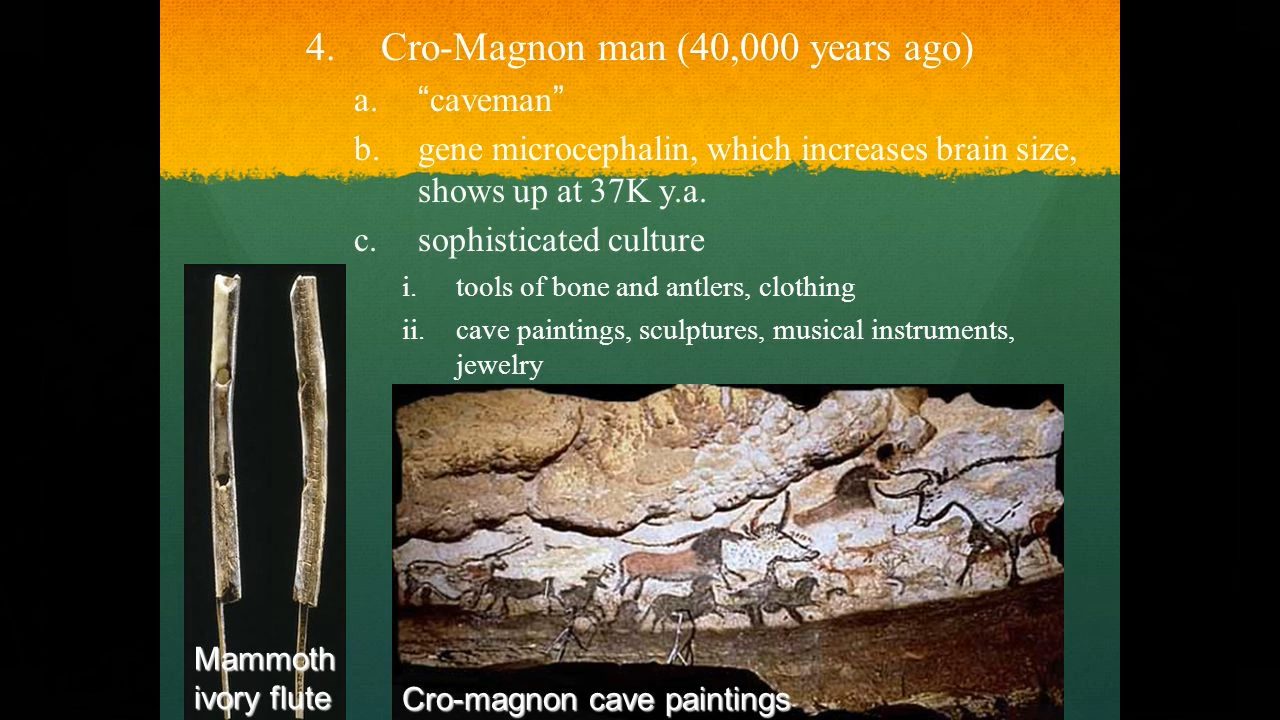 4. Cro-Magnon man (40,000 years ago)
a. “caveman”
b. gene microcephalin, which increases brain size,
shows up at 37K y.a.
c. sophisticated culture
i. tools of bone and antlers, clothing
ii. cave paintings, sculptures, musical instruments,
jewelry
Mammoth
ivory flute
Cro-magnon cave paintings